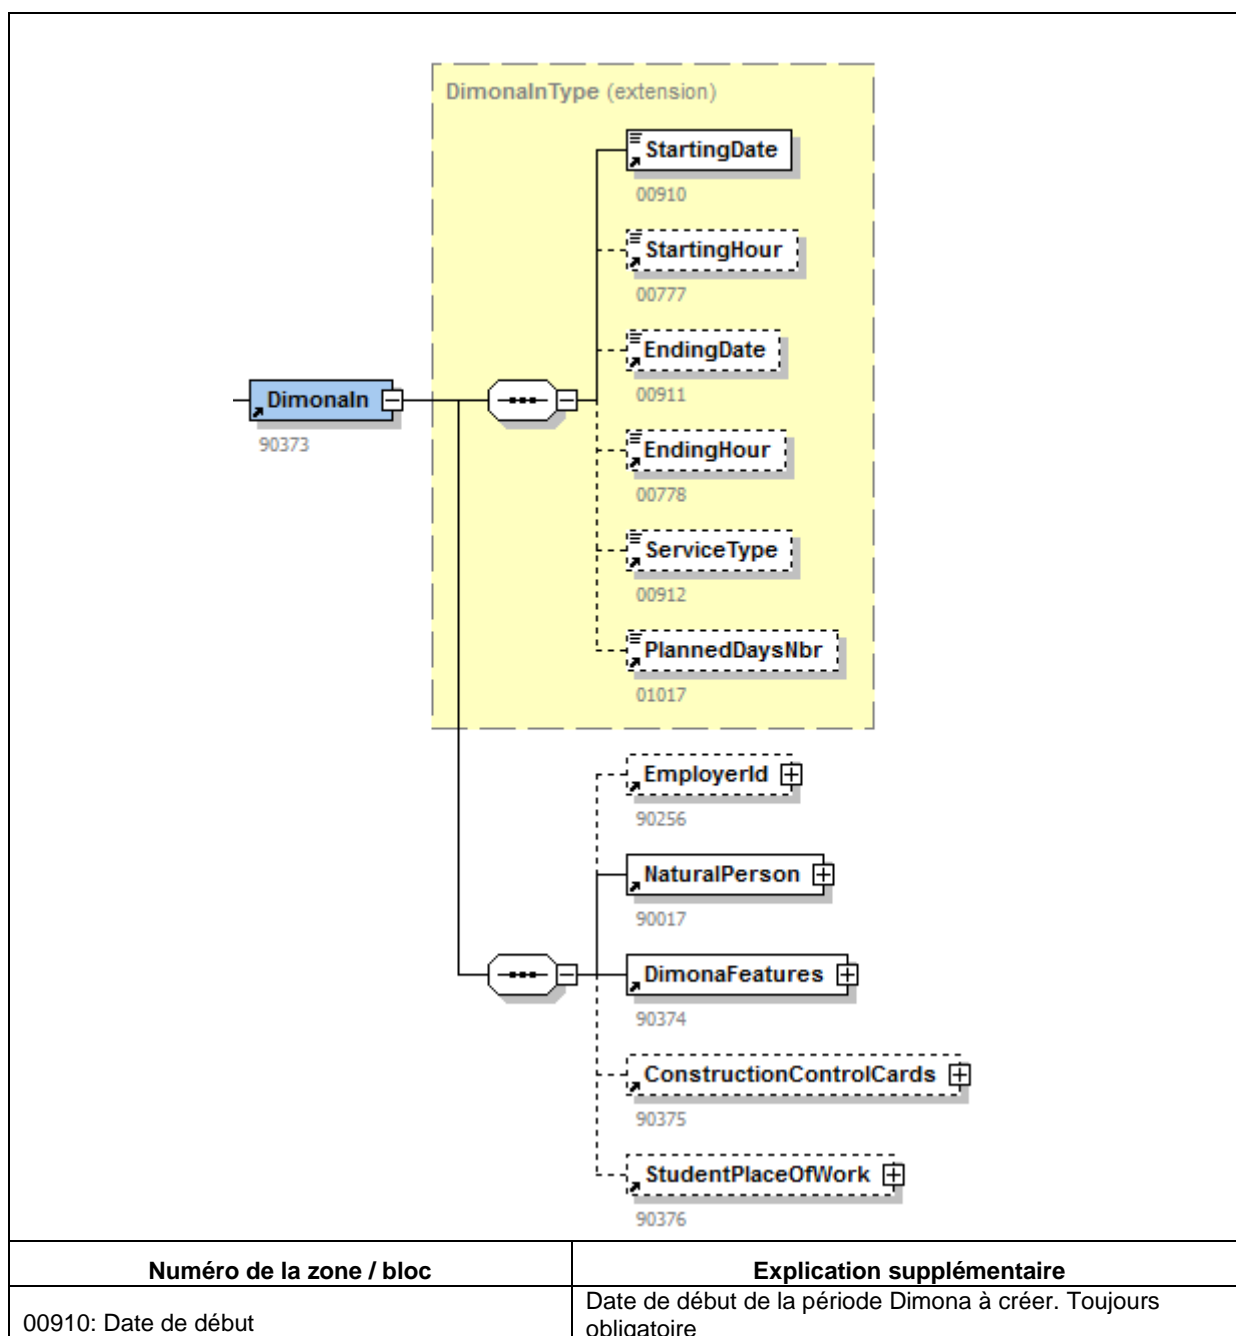 DimonaInType (extension)
StartingDate
00910
StartingHour
00777
EndingDate
00911
DimonaIn
90373
EndingHour
00778
ServiceType
00912
PlannedDaysNbr
01017
EmployerId
90256
NaturalPerson
90017
DimonaFeatures
90374
ConstructionControlCards
90375
StudentPlaceOfWork
90376
Numéro de la zone / bloc
Explication supplémentaire
00910: Date de début
Date de début de la période Dimona à créer. Toujours
obligatoire